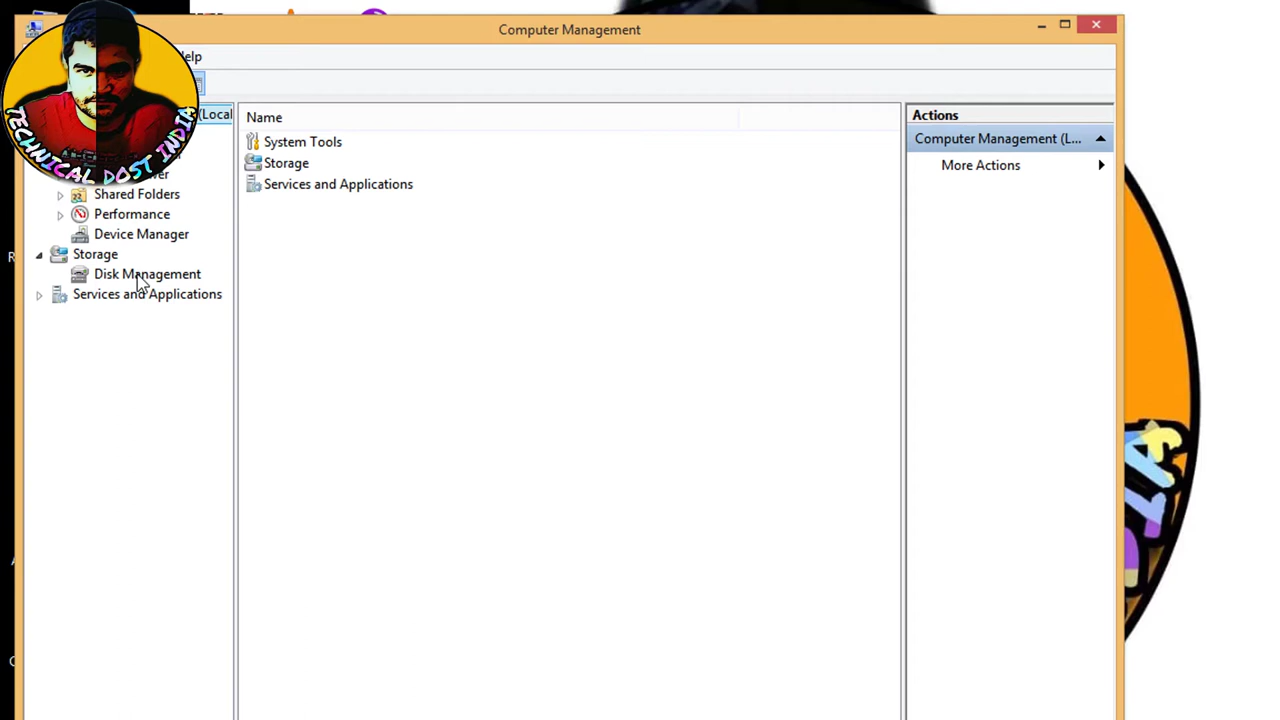 Computer Management
TECHNICAL DOST INDIA
(Local
Name
Actions
System Tools
Computer Management (L...
Storage
More Actions
Services and Applications
Shared Folders
Performance
Device Manager
Storage
Disk Management
Services and Applications